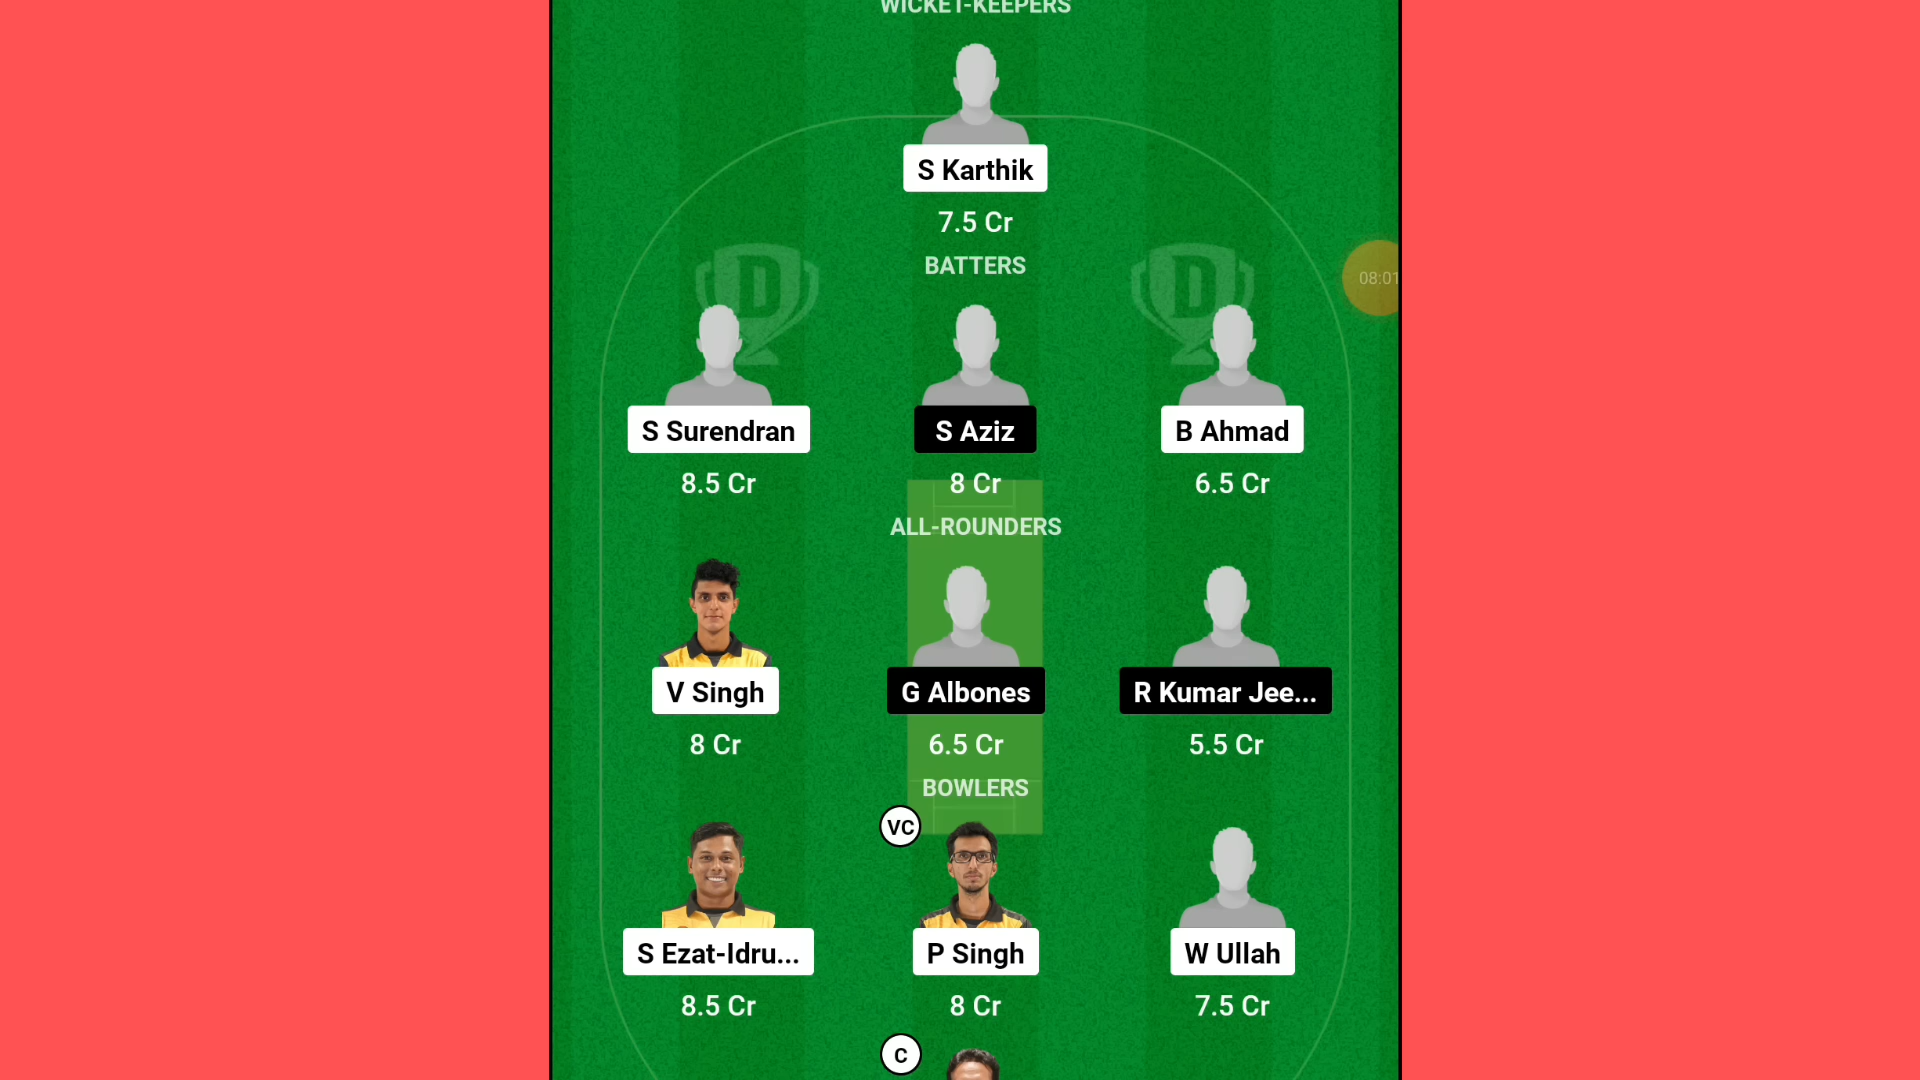 WICKET-KEEPERS
S Karthik
7.5 Cr
BATTERS
D
D
08:01
S Surendran
S Aziz
B Ahmad
8.5 Cr
8 Cr
6.5 Cr
ALL-ROUNDERS
V Singh
G Albones
R Kumar Jee...
8 Cr
6.5 Cr
5.5 Cr
BOWLERS
VC
S Ezat-Idru...
P Singh
W Ullah
8.5 Cr
8 Cr
7.5 Cr
C